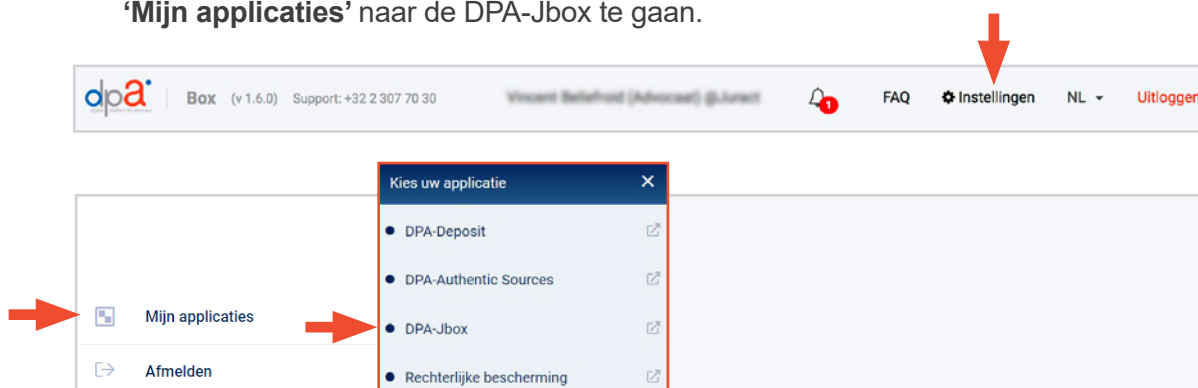 ‘Mijn applicaties’ naar de DPA-Jbox te gaan.
dpa Box (v 1.6.0) Support: +32 2 307 70 30 1 FAQ Instellingen NL Uitloggen
Kies uw applicatie
DPA-Deposit
DPA-Authentic Sources
Mijn applicaties
DPA-Jbox
Afmelden
Rechterlijke bescherming